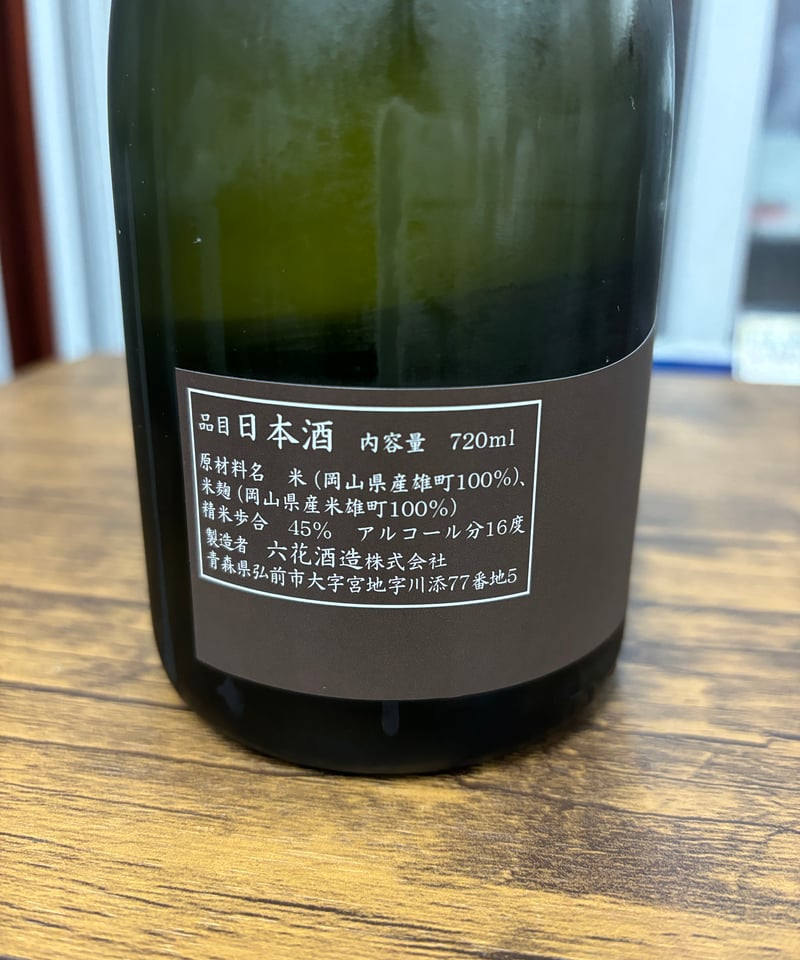 品目日本酒 内容量 720ml
原材料名 米(岡山県産雄町100%)、
米麹(岡山県産米雄町100%)
精米歩合 45% アルコール分16度
製造者 六花酒造株式会社
青森県弘前市大字宮地字川添77番地5